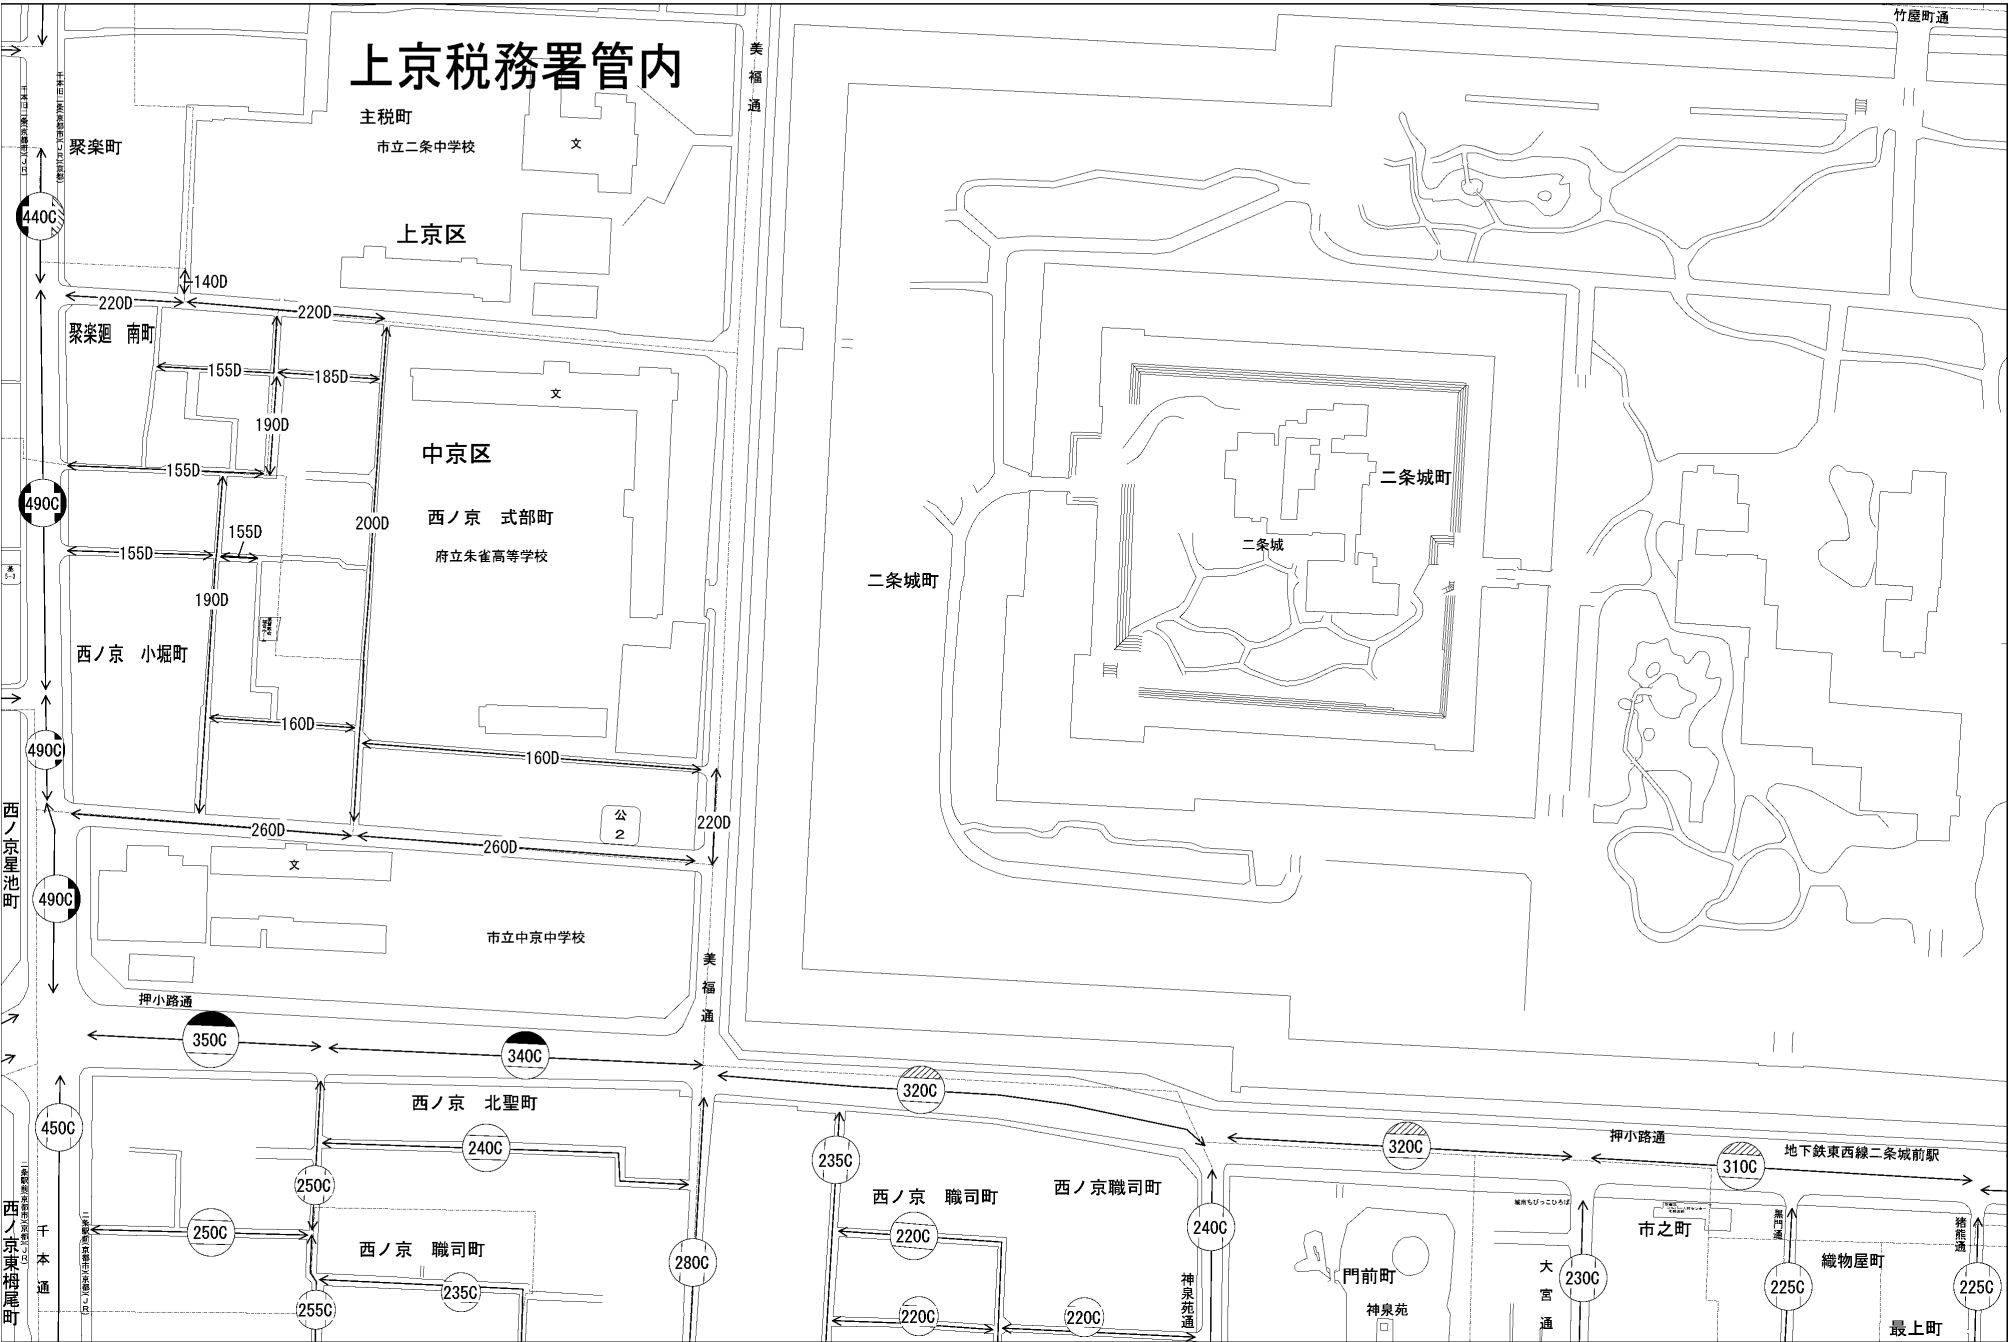 上京税務署管内
竹屋町通
美福通
主税町
市立二条中学校
文
聚楽町
上京区
440C
140D
220D
220D
聚楽廻 南町
155D
185D
文
190D
中京区
155D
490C
西ノ京 式部町
200D
155D
府立朱雀高等学校
155D
二条城町
二条城
二条城町
基
5-3
190D
西ノ京 小堀町
160D
490C
160D
公
2
220D
260D
260D
西ノ京星池町
文
490C
市立中京中学校
美福通
押小路通
350C
340C
320C
西ノ京 北聖町
450C
240C
235C
320C
押小路通
地下鉄東西線二条城前駅
310C
250C
西ノ京 職司町
西ノ京職司町
250C
220C
240C
市之町
黒門通
猪熊通
西ノ京東栂尾町
千本通
西ノ京 職司町
280C
235C
255C
神泉苑通
門前町
大宮通
230C
225C
織物屋町
225C
220C
220C
神泉苑
最上町